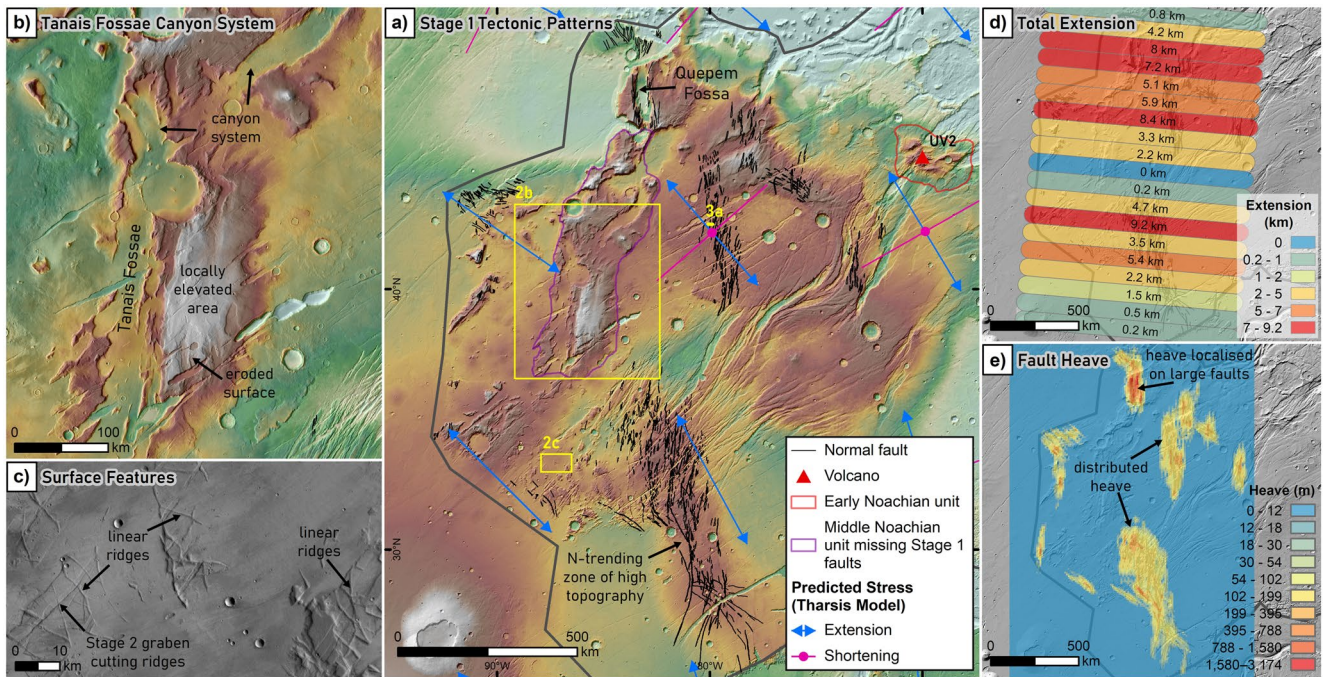 b) Tanais Fossae Canyon System
canyon
system
Tanais Fossae
locally
elevated
area
eroded
surface
0 100
km
c) Surface Features
linear
ridges
linear
ridges
Stage 2 graben
cutting ridges
0 10
km
a) Stage 1 Tectonic Patterns
Quepem
Fossa
UV2
2b
3a
2c
40°N
30°N
N-trending
zone of high
topography
0 500
km
90°W
80°W
Normal fault
Volcano
Early Noachian unit
Middle Noachian
unit missing Stage 1
faults
Predicted Stress
(Tharsis Model)
Extension
Shortening
d) Total Extension
0.8 km
4.2 km
8 km
7.2 km
5.1 km
5.9 km
8.4 km
3.3 km
2.2 km
0 km
0.2 km
4.7 km
9.2 km
3.5 km
5.4 km
2.2 km
1.5 km
0.5 km
0.2 km
0 500
km
Extension
(km)
0
0.2 - 1
1 - 2
2 - 5
5 - 7
7 - 9.2
e) Fault Heave
heave localised
on large faults
distributed
heave
0 500
km
Heave (m)
0 - 12
12 - 18
18 - 30
30 - 54
54 - 102
102 - 199
199 - 395
395 - 788
788 - 1,580
1,580–3,174